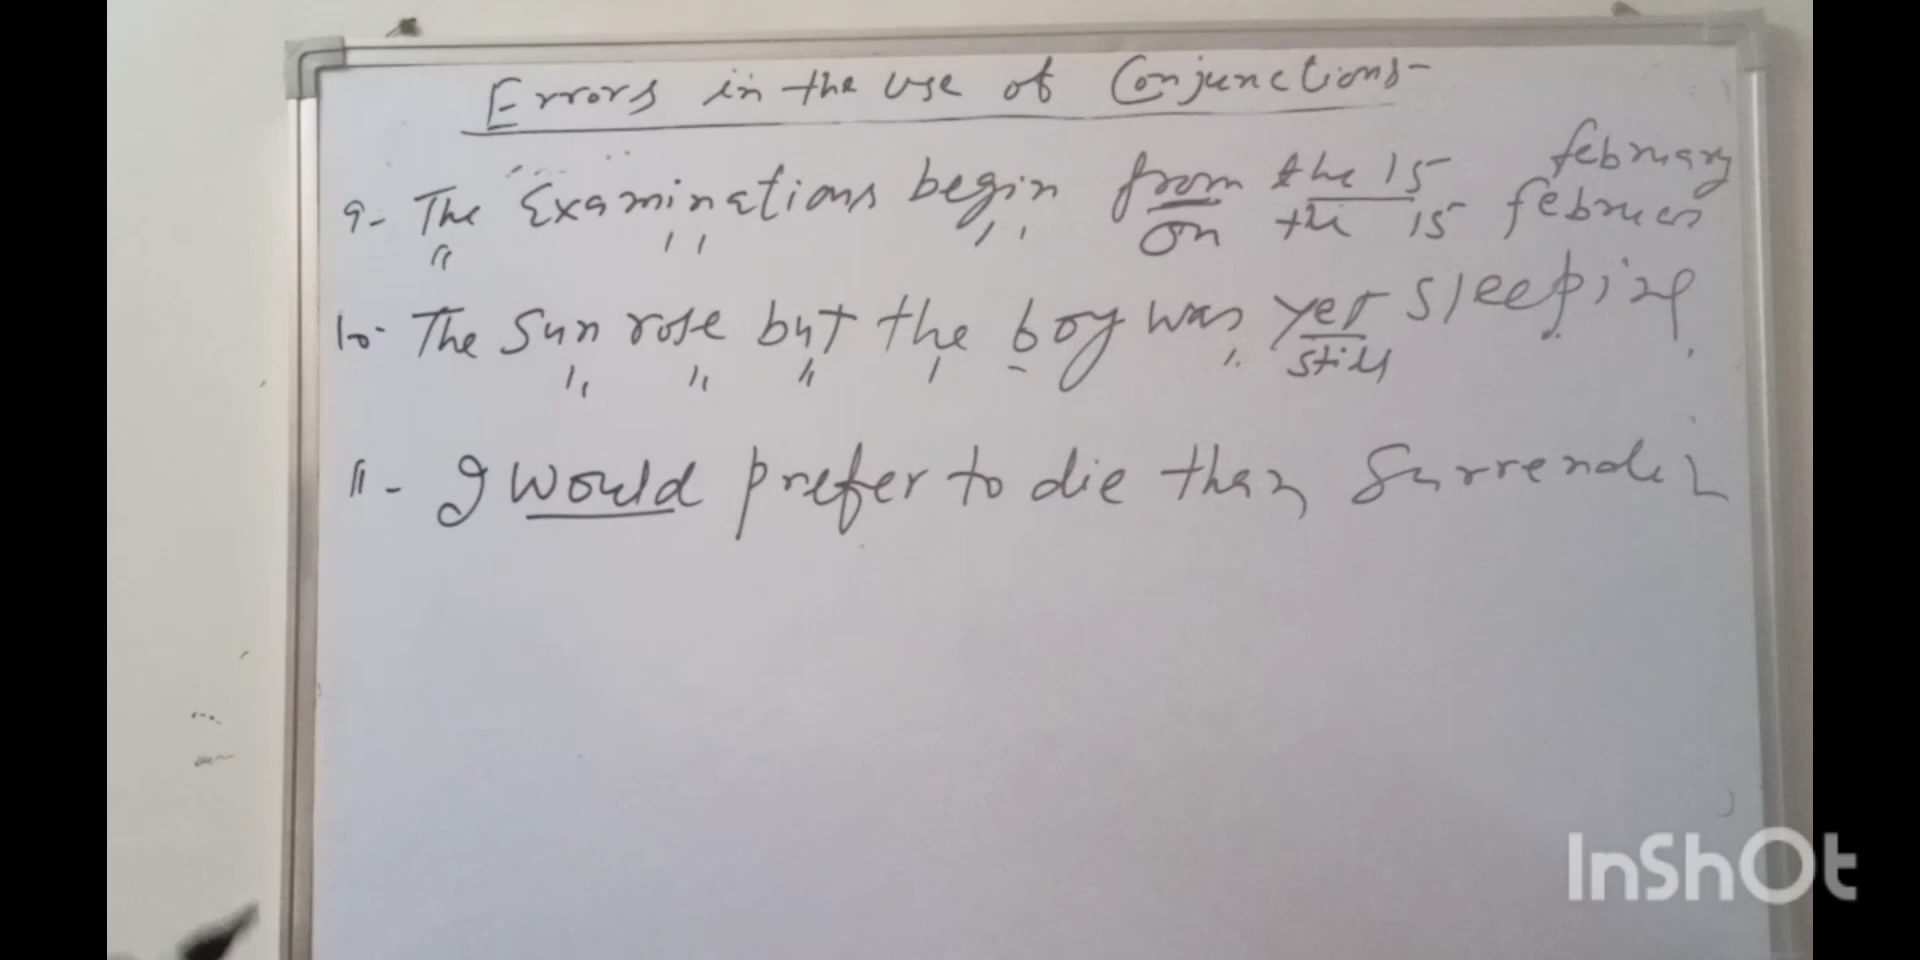 Errors in the use of Conjunctions-
9- The Examinations begin from the 15 february
" " " on the 15 februar
10- The Sun rose but the boy was yet sleeping
" " " " - " still " "
11- I would prefer to die than Surrender
InShOt